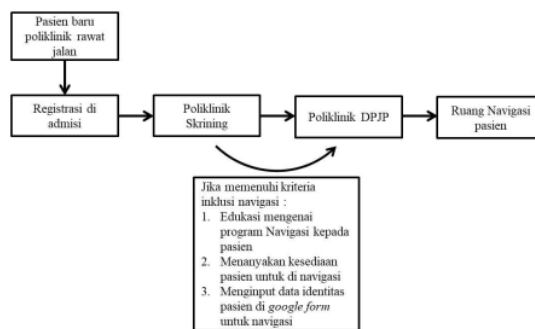 Pasien baru
poliklinik rawat
jalan
Registrasi di
admisi
Poliklinik
Skrining
Poliklinik DPJP
Ruang Navigasi
pasien
Jika memenuhi kriteria
inklusi navigasi :
1. Edukasi mengenai
program Navigasi kepada
pasien
2. Menanyakan kesediaan
pasien untuk di navigasi
3. Menginput data identitas
pasien di google form
untuk navigasi